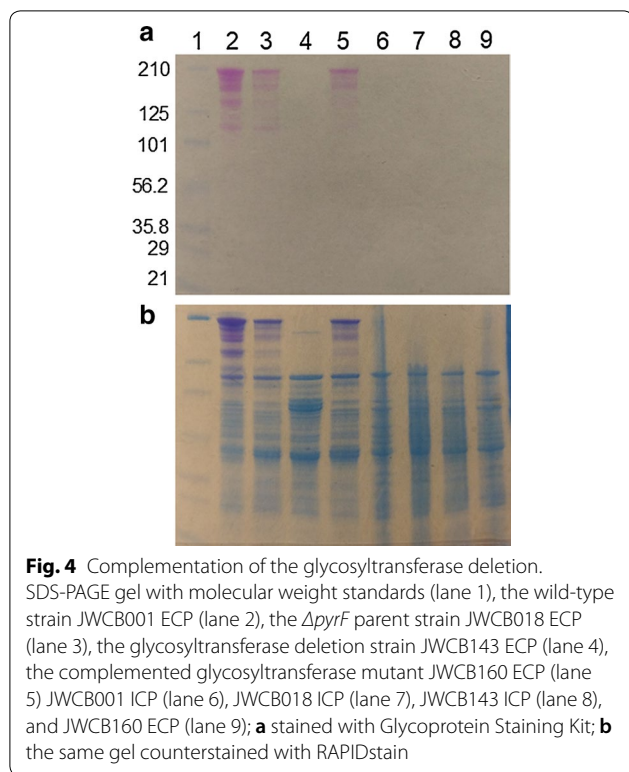 a
1 2 3 4 5 6 7 8 9
210
125
101
56.2
35.8
29
21
b
Fig. 4 Complementation of the glycosyltransferase deletion.
SDS-PAGE gel with molecular weight standards (lane 1), the wild-type
strain JWCB001 ECP (lane 2), the ΔpyrF parent strain JWCB018 ECP
(lane 3), the glycosyltransferase deletion strain JWCB143 ECP (lane 4),
the complemented glycosyltransferase mutant JWCB160 ECP (lane
5) JWCB001 ICP (lane 6), JWCB018 ICP (lane 7), JWCB143 ICP (lane 8),
and JWCB160 ECP (lane 9); a stained with Glycoprotein Staining Kit; b
the same gel counterstained with RAPIDstain